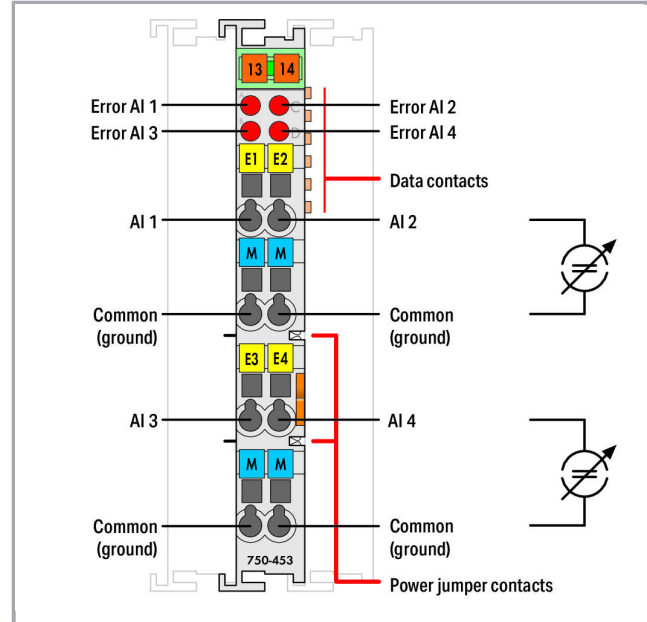 13 14
A
C
Error AI 1 Error AI 2
B
D
Error AI 3 Error AI 4
E1 E2
Data contacts
AI 1 AI 2
M M
Common Common
(ground) (ground)
E3 E4
AI 3 AI 4
M M
Common Common
(ground) (ground)
750-453
Power jumper contacts